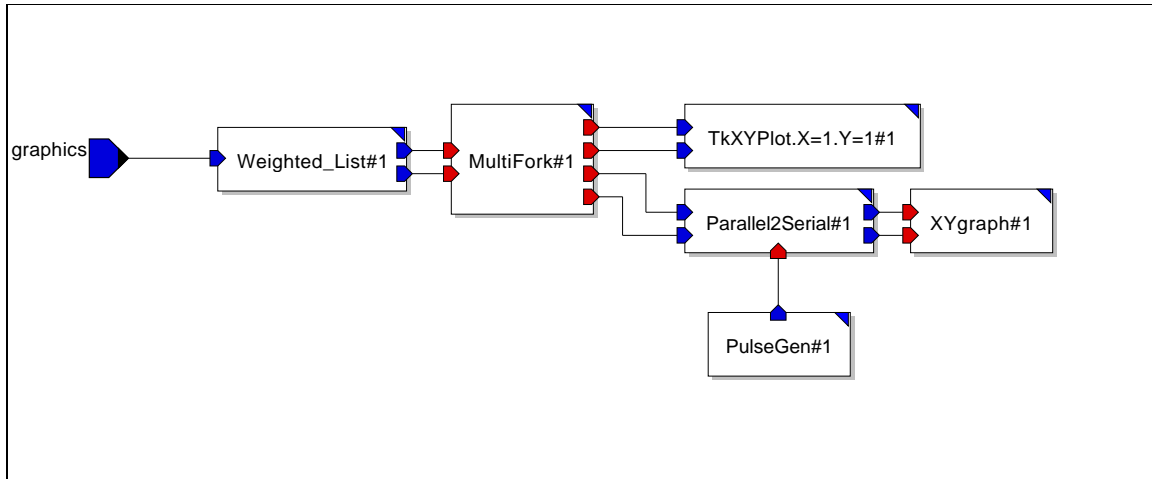 graphics
Weighted_List#1
MultiFork#1
TkXYPlot.X=1.Y=1#1
Parallel2Serial#1
XYgraph#1
PulseGen#1